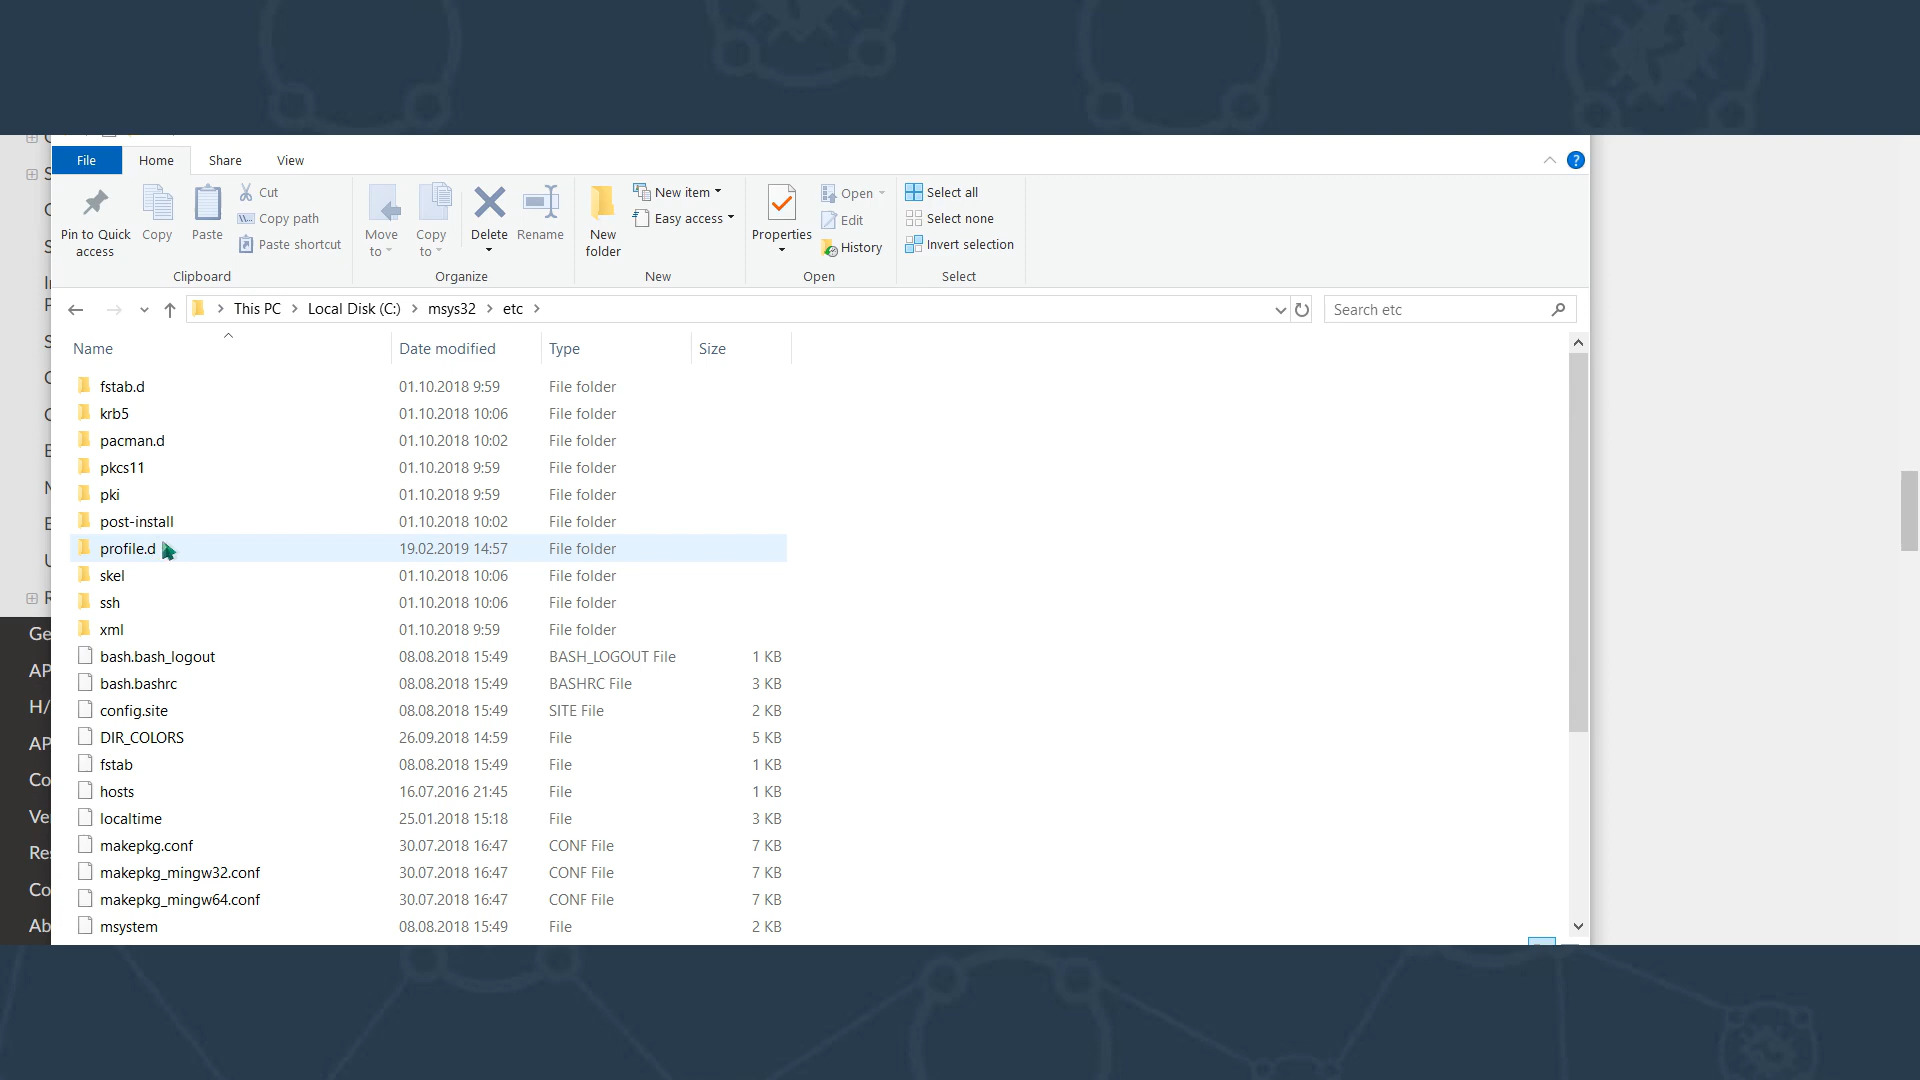 File Home Share View
Pin to Quick access
Copy
Paste
Cut
Copy path
Paste shortcut
Clipboard
Move to
Copy to
Delete
Rename
Organize
New folder
New item
Easy access
New
Properties
Open
Edit
History
Open
Select all
Select none
Invert selection
Select
This PC Local Disk (C:) msys32 etc
Search etc
Name Date modified Type Size
fstab.d 01.10.2018 9:59 File folder
krb5 01.10.2018 10:06 File folder
pacman.d 01.10.2018 10:02 File folder
pkcs11 01.10.2018 9:59 File folder
pki 01.10.2018 9:59 File folder
post-install 01.10.2018 10:02 File folder
profile.d 19.02.2019 14:57 File folder
skel 01.10.2018 10:06 File folder
ssh 01.10.2018 10:06 File folder
xml 01.10.2018 9:59 File folder
bash.bash_logout 08.08.2018 15:49 BASH_LOGOUT File 1 KB
bash.bashrc 08.08.2018 15:49 BASHRC File 3 KB
config.site 08.08.2018 15:49 SITE File 2 KB
DIR_COLORS 26.09.2018 14:59 File 5 KB
fstab 08.08.2018 15:49 File 1 KB
hosts 16.07.2016 21:45 File 1 KB
localtime 25.01.2018 15:18 File 3 KB
makepkg.conf 30.07.2018 16:47 CONF File 7 KB
makepkg_mingw32.conf 30.07.2018 16:47 CONF File 7 KB
makepkg_mingw64.conf 30.07.2018 16:47 CONF File 7 KB
msystem 08.08.2018 15:49 File 2 KB
Ge
AP
H/
AP
Co
Ve
Res
Co
Ab